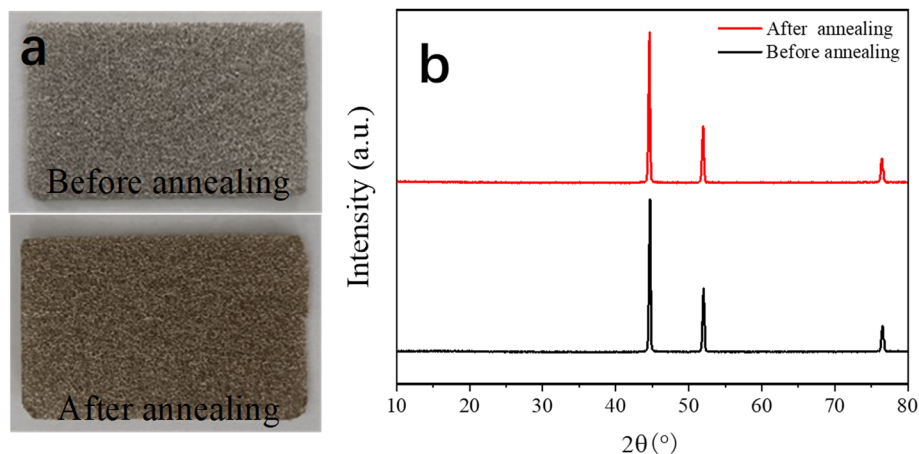 a
Before annealing
After annealing
b
After annealing
Before annealing
Intensity (a.u.)
10 20 30 40 50 60 70 80
2θ(°)